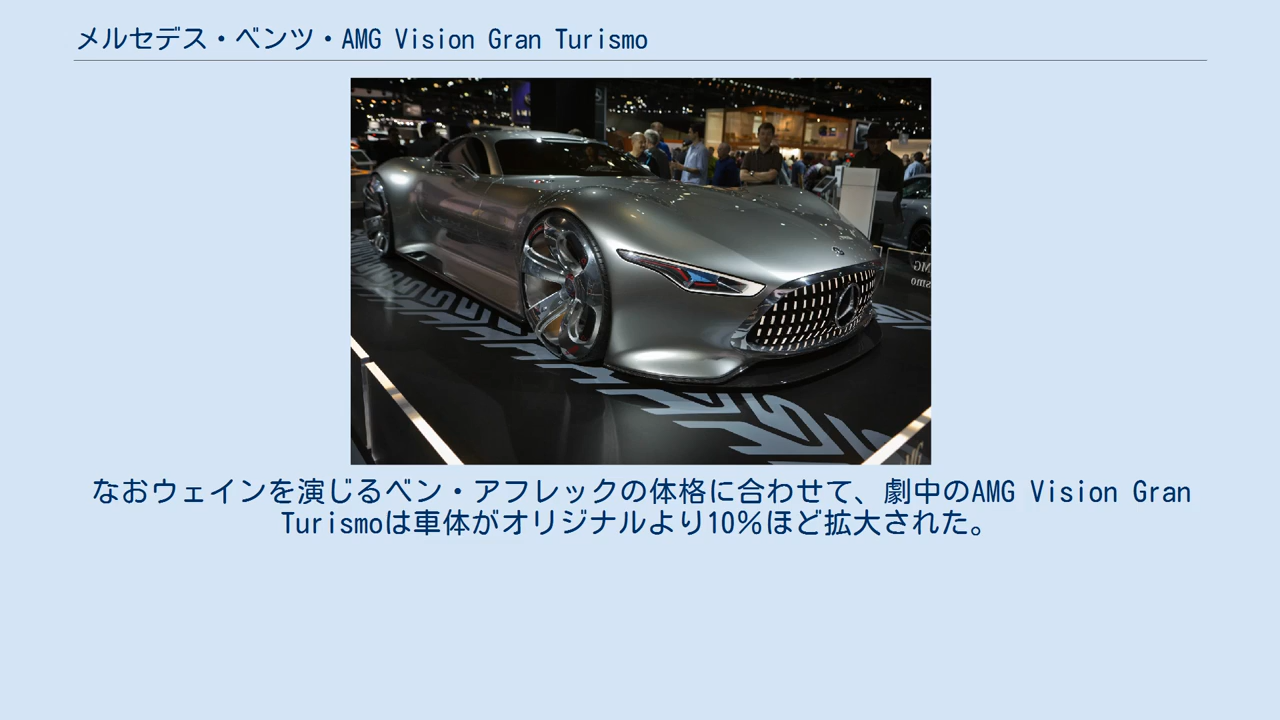 メルセデス・ベンツ・AMG Vision Gran Turismo
なおウェインを演じるベン・アフレックの体格に合わせて、劇中のAMG Vision Gran
Turismoは車体がオリジナルより10％ほど拡大された。